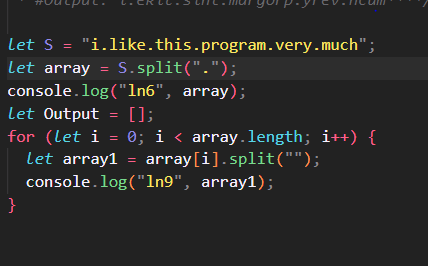 #Output: i.ekil.siht.margorp.yrev.hcum****/
let S = "i.like.this.program.very.much";
let array = S.split(".");
console.log("ln6", array);
let Output = [];
for (let i = 0; i < array.length; i++) {
let array1 = array[i].split("");
console.log("ln9", array1);
}